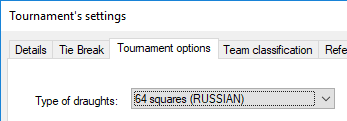 Tournament's settings
Details Tie Break Tournament options Team classification Refe
Type of draughts: 64 squares (RUSSIAN)